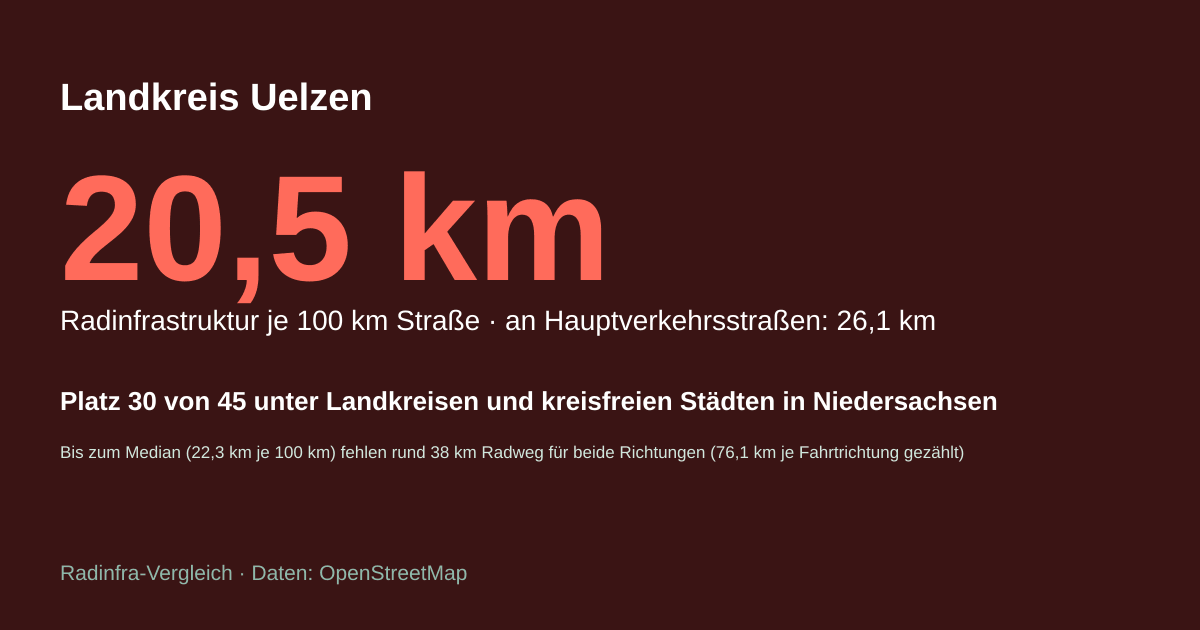 Landkreis Uelzen
20,5 km
Radinfrastruktur je 100 km Straße · an Hauptverkehrsstraßen: 26,1 km
Platz 30 von 45 unter Landkreisen und kreisfreien Städten in Niedersachsen
Bis zum Median (22,3 km je 100 km) fehlen rund 38 km Radweg für beide Richtungen (76,1 km je Fahrtrichtung gezählt)
Radinfra-Vergleich · Daten: OpenStreetMap